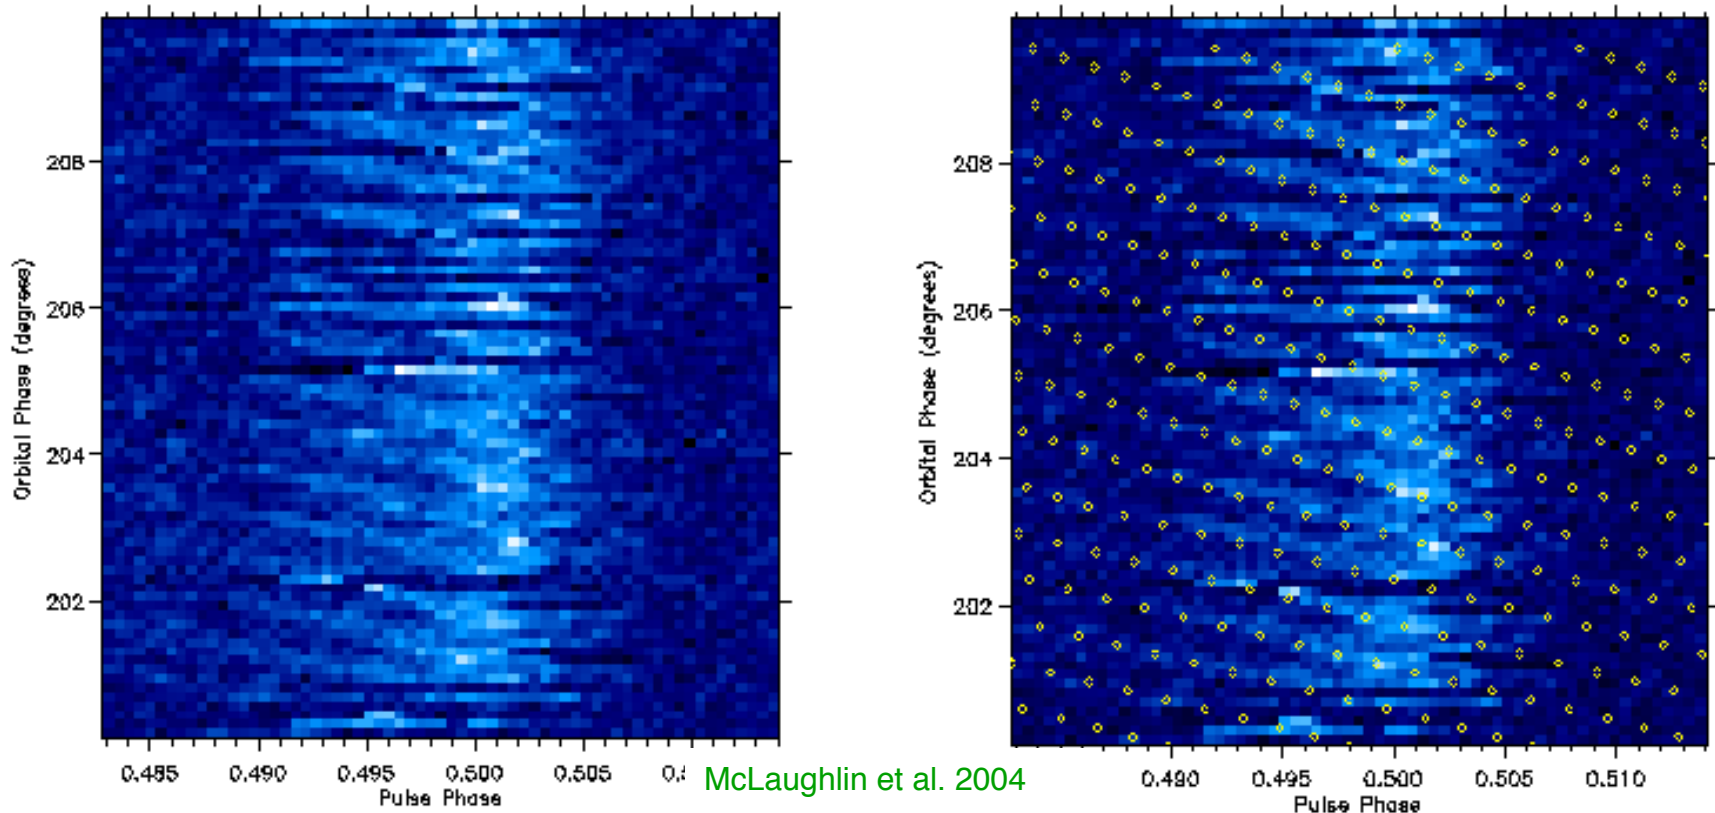 Orbital Phase (degrees)
208
206
204
202
0.485 0.490 0.495 0.500 0.505
Pulse Phase
McLaughlin et al. 2004
Orbital Phase (degrees)
208
206
204
202
0.490 0.495 0.500 0.505 0.510
Pulse Phase